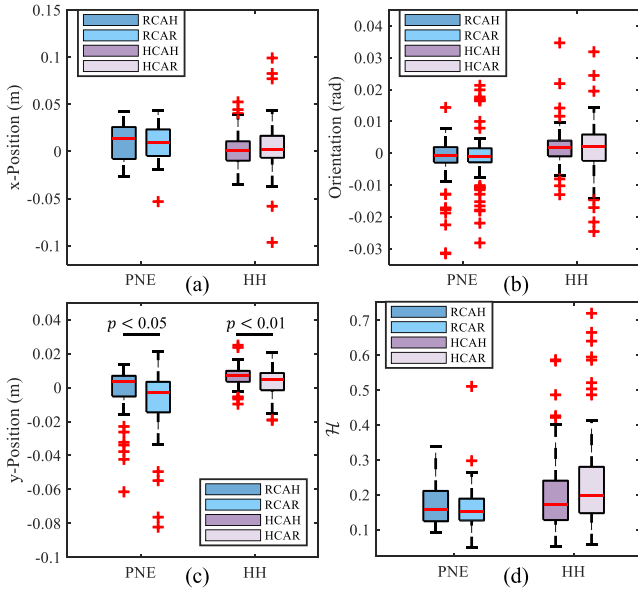 0.15
0.1
0.05
0
-0.05
-0.1
x-Position (m)
RCAH
RCAR
HCAH
HCAR
PNE
HH
(a)
0.04
0.03
0.02
0.01
0
-0.01
-0.02
-0.03
Orientation (rad)
RCAH
RCAR
HCAH
HCAR
PNE
HH
(b)
0.04
0.02
0
-0.02
-0.04
-0.06
-0.08
-0.1
y-Position (m)
p < 0.05
p < 0.01
RCAH
RCAR
HCAH
HCAR
PNE
HH
(c)
0.7
0.6
0.5
0.4
0.3
0.2
0.1
ℋ
RCAH
RCAR
HCAH
HCAR
PNE
HH
(d)